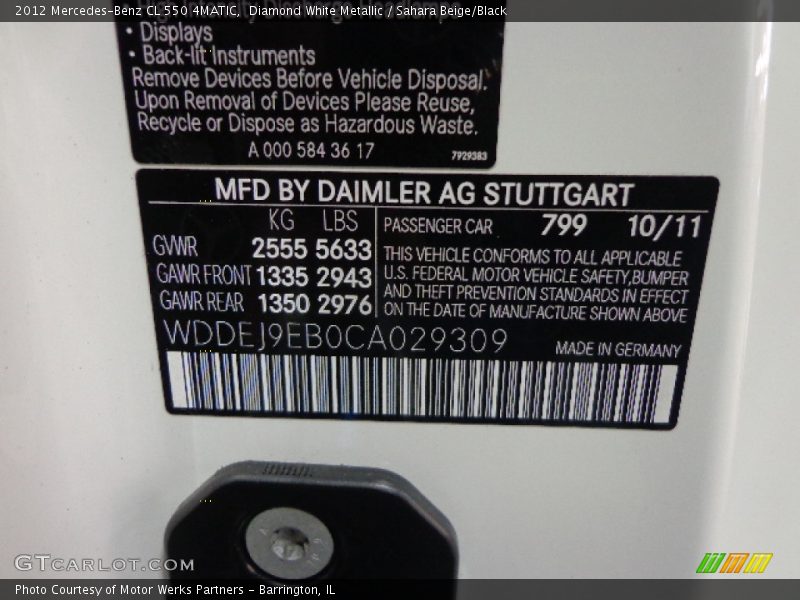 2012 Mercedes-Benz CL 550 4MATIC, Diamond White Metallic / Sahara Beige/Black
• Displays
• Back-lit Instruments
Remove Devices Before Vehicle Disposal.
Upon Removal of Devices Please Reuse,
Recycle or Dispose as Hazardous Waste.
A 000 584 36 17
7929383
MFD BY DAIMLER AG STUTTGART
KG LBS
GVWR 2555 5633
GAWR FRONT 1335 2943
GAWR REAR 1350 2976
PASSENGER CAR 799 10/11
THIS VEHICLE CONFORMS TO ALL APPLICABLE
U.S. FEDERAL MOTOR VEHICLE SAFETY,BUMPER
AND THEFT PREVENTION STANDARDS IN EFFECT
ON THE DATE OF MANUFACTURE SHOWN ABOVE
WDDEJ9EB0CA029309
MADE IN GERMANY
GTCARLOT.COM
Photo Courtesy of Motor Werks Partners - Barrington, IL